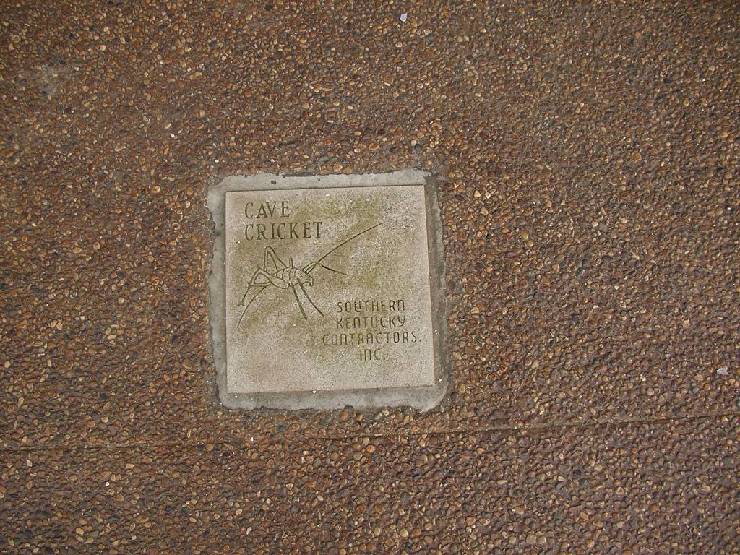 CAVE
CRICKET
SOUTHERN
KENTUCKY
CONTRACTORS,
INC.